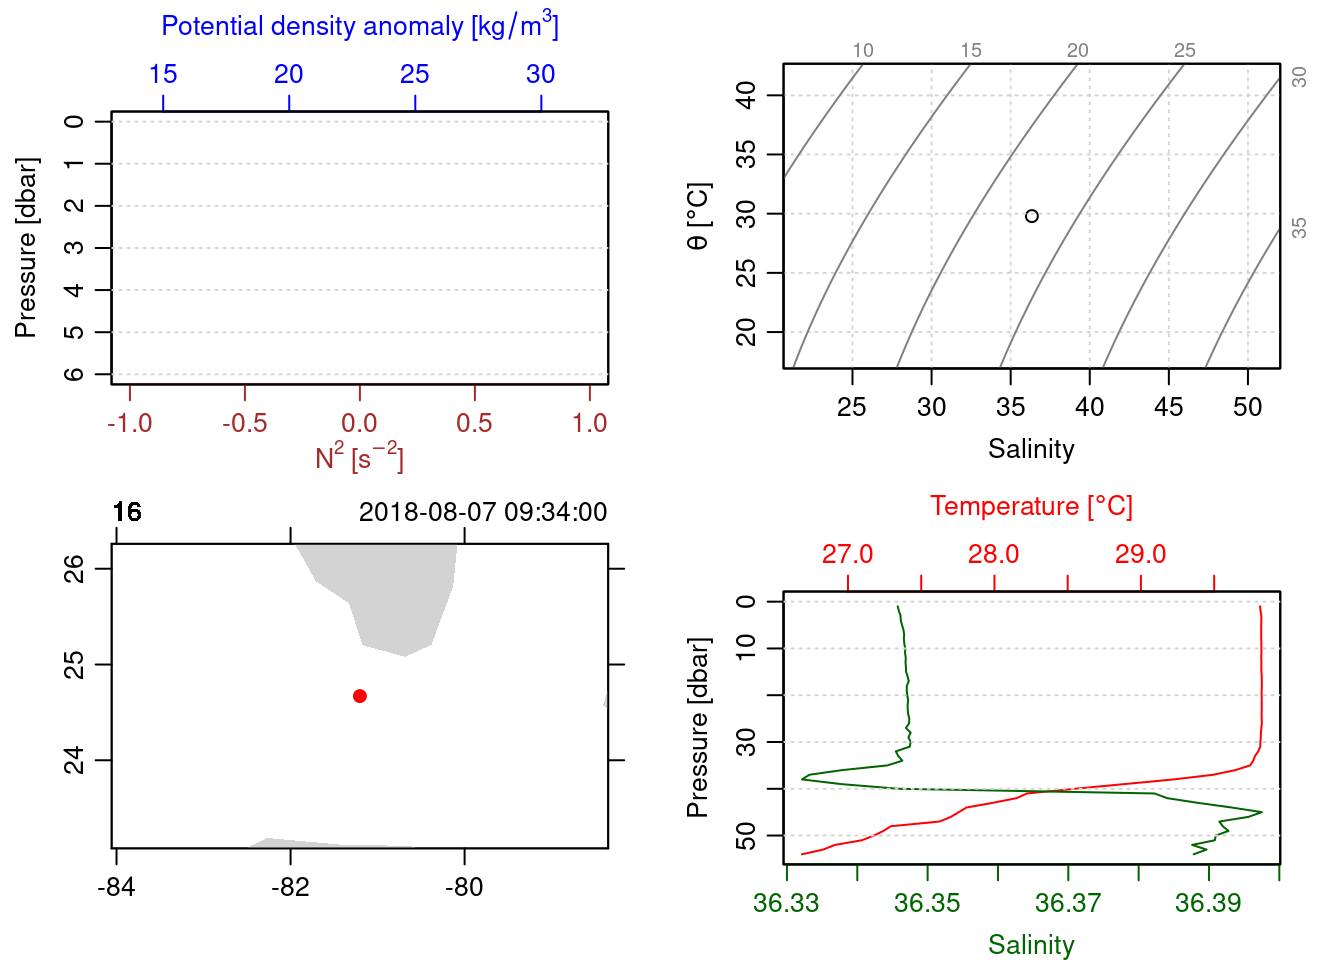 Potential density anomaly [kg/m³]
15 20 25 30
Pressure [dbar]
0
1
2
3
4
5
6
-1.0 -0.5 0.0 0.5 1.0
N² [s⁻²]
10 15 20 25
30
35
θ [°C]
40
35
30
25
20
25 30 35 40 45 50
Salinity
16 2018-08-07 09:34:00
26
25
24
-84 -82 -80
Temperature [°C]
27.0 28.0 29.0
Pressure [dbar]
0
10
30
50
36.33 36.35 36.37 36.39
Salinity